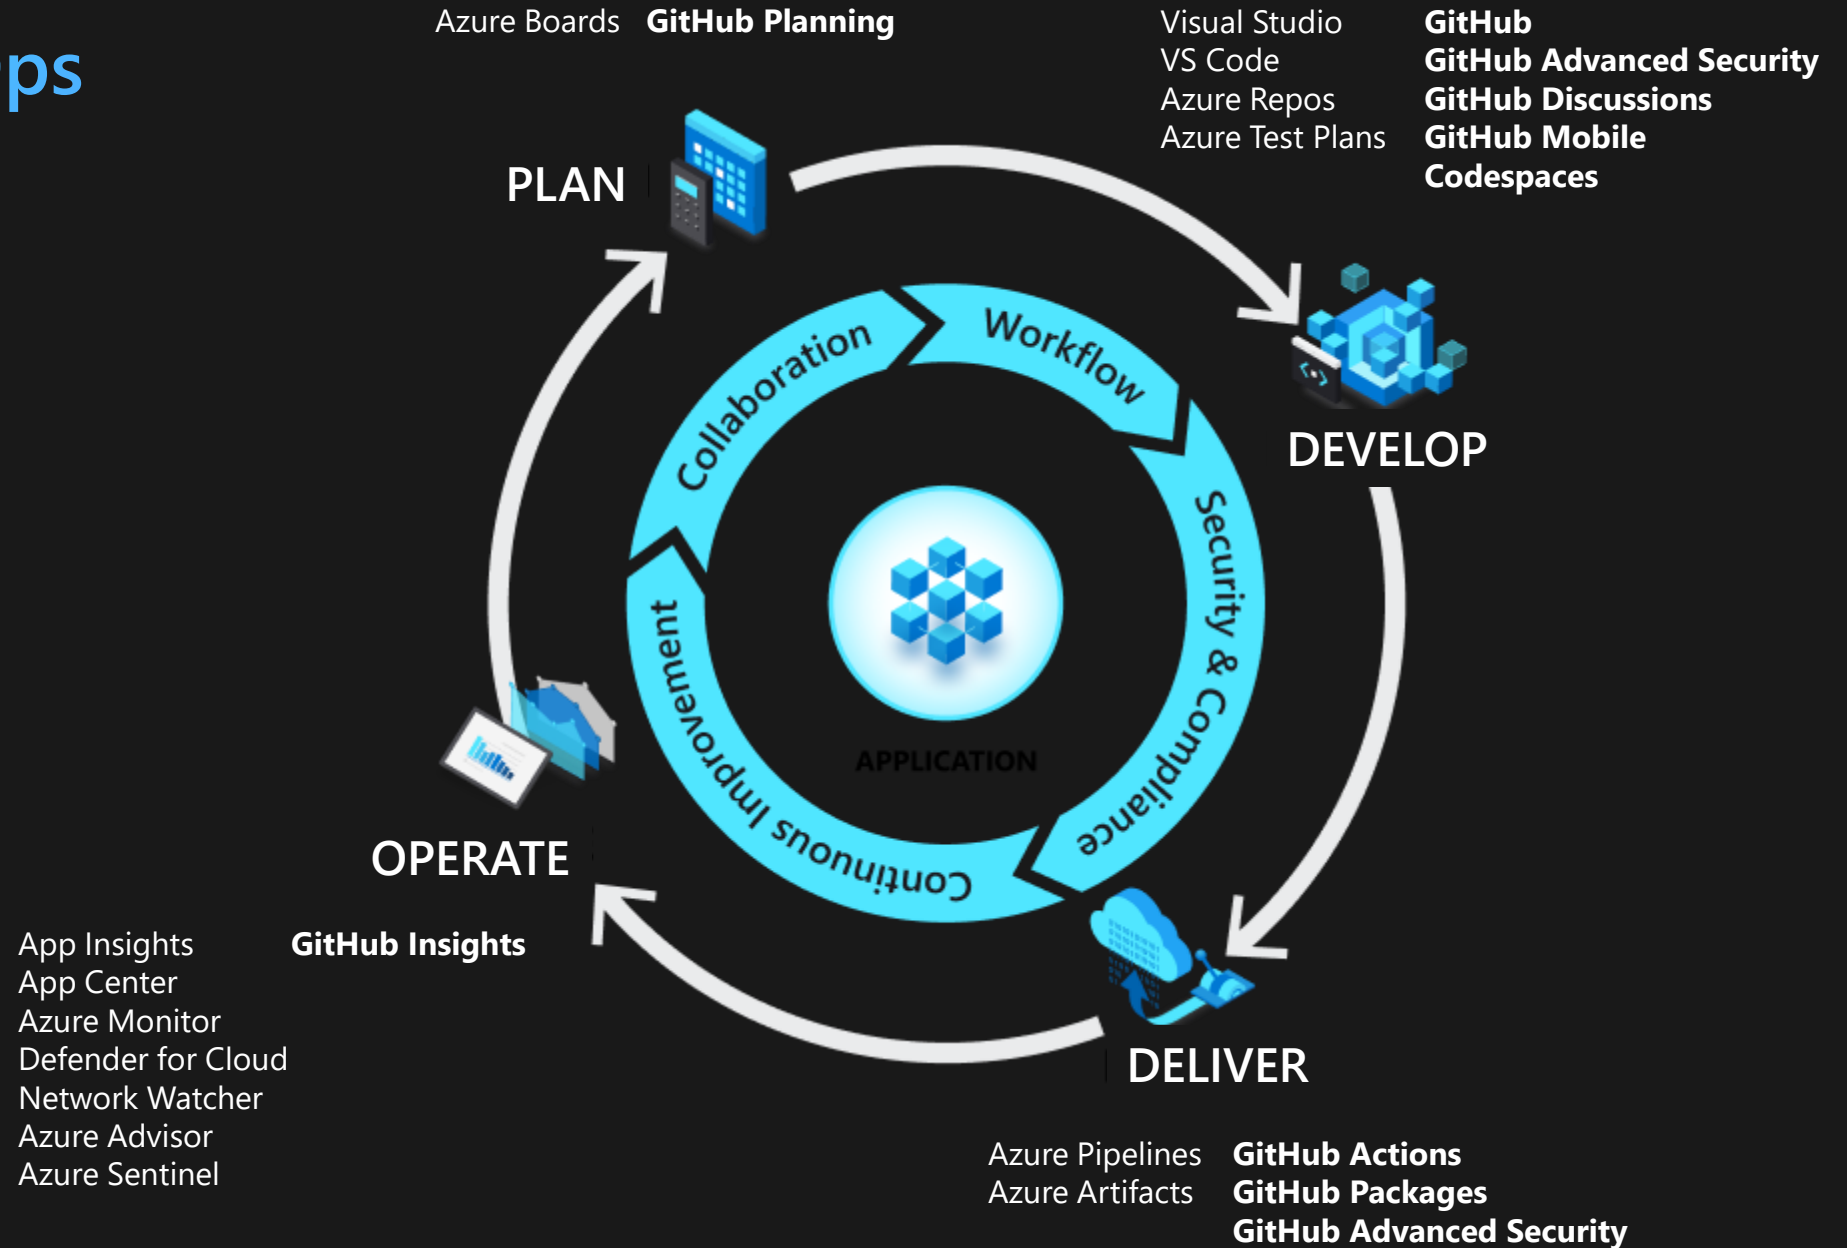 Azure Boards GitHub Planning
Visual Studio GitHub
VS Code GitHub Advanced Security
Azure Repos GitHub Discussions
Azure Test Plans GitHub Mobile
Codespaces
ps
PLAN
Workflow
Collaboration
DEVELOP
Security & Compliance
Continuous Improvement
APPLICATION
OPERATE
App Insights GitHub Insights
App Center
Azure Monitor
Defender for Cloud
Network Watcher
Azure Advisor
Azure Sentinel
DELIVER
Azure Pipelines GitHub Actions
Azure Artifacts GitHub Packages
GitHub Advanced Security